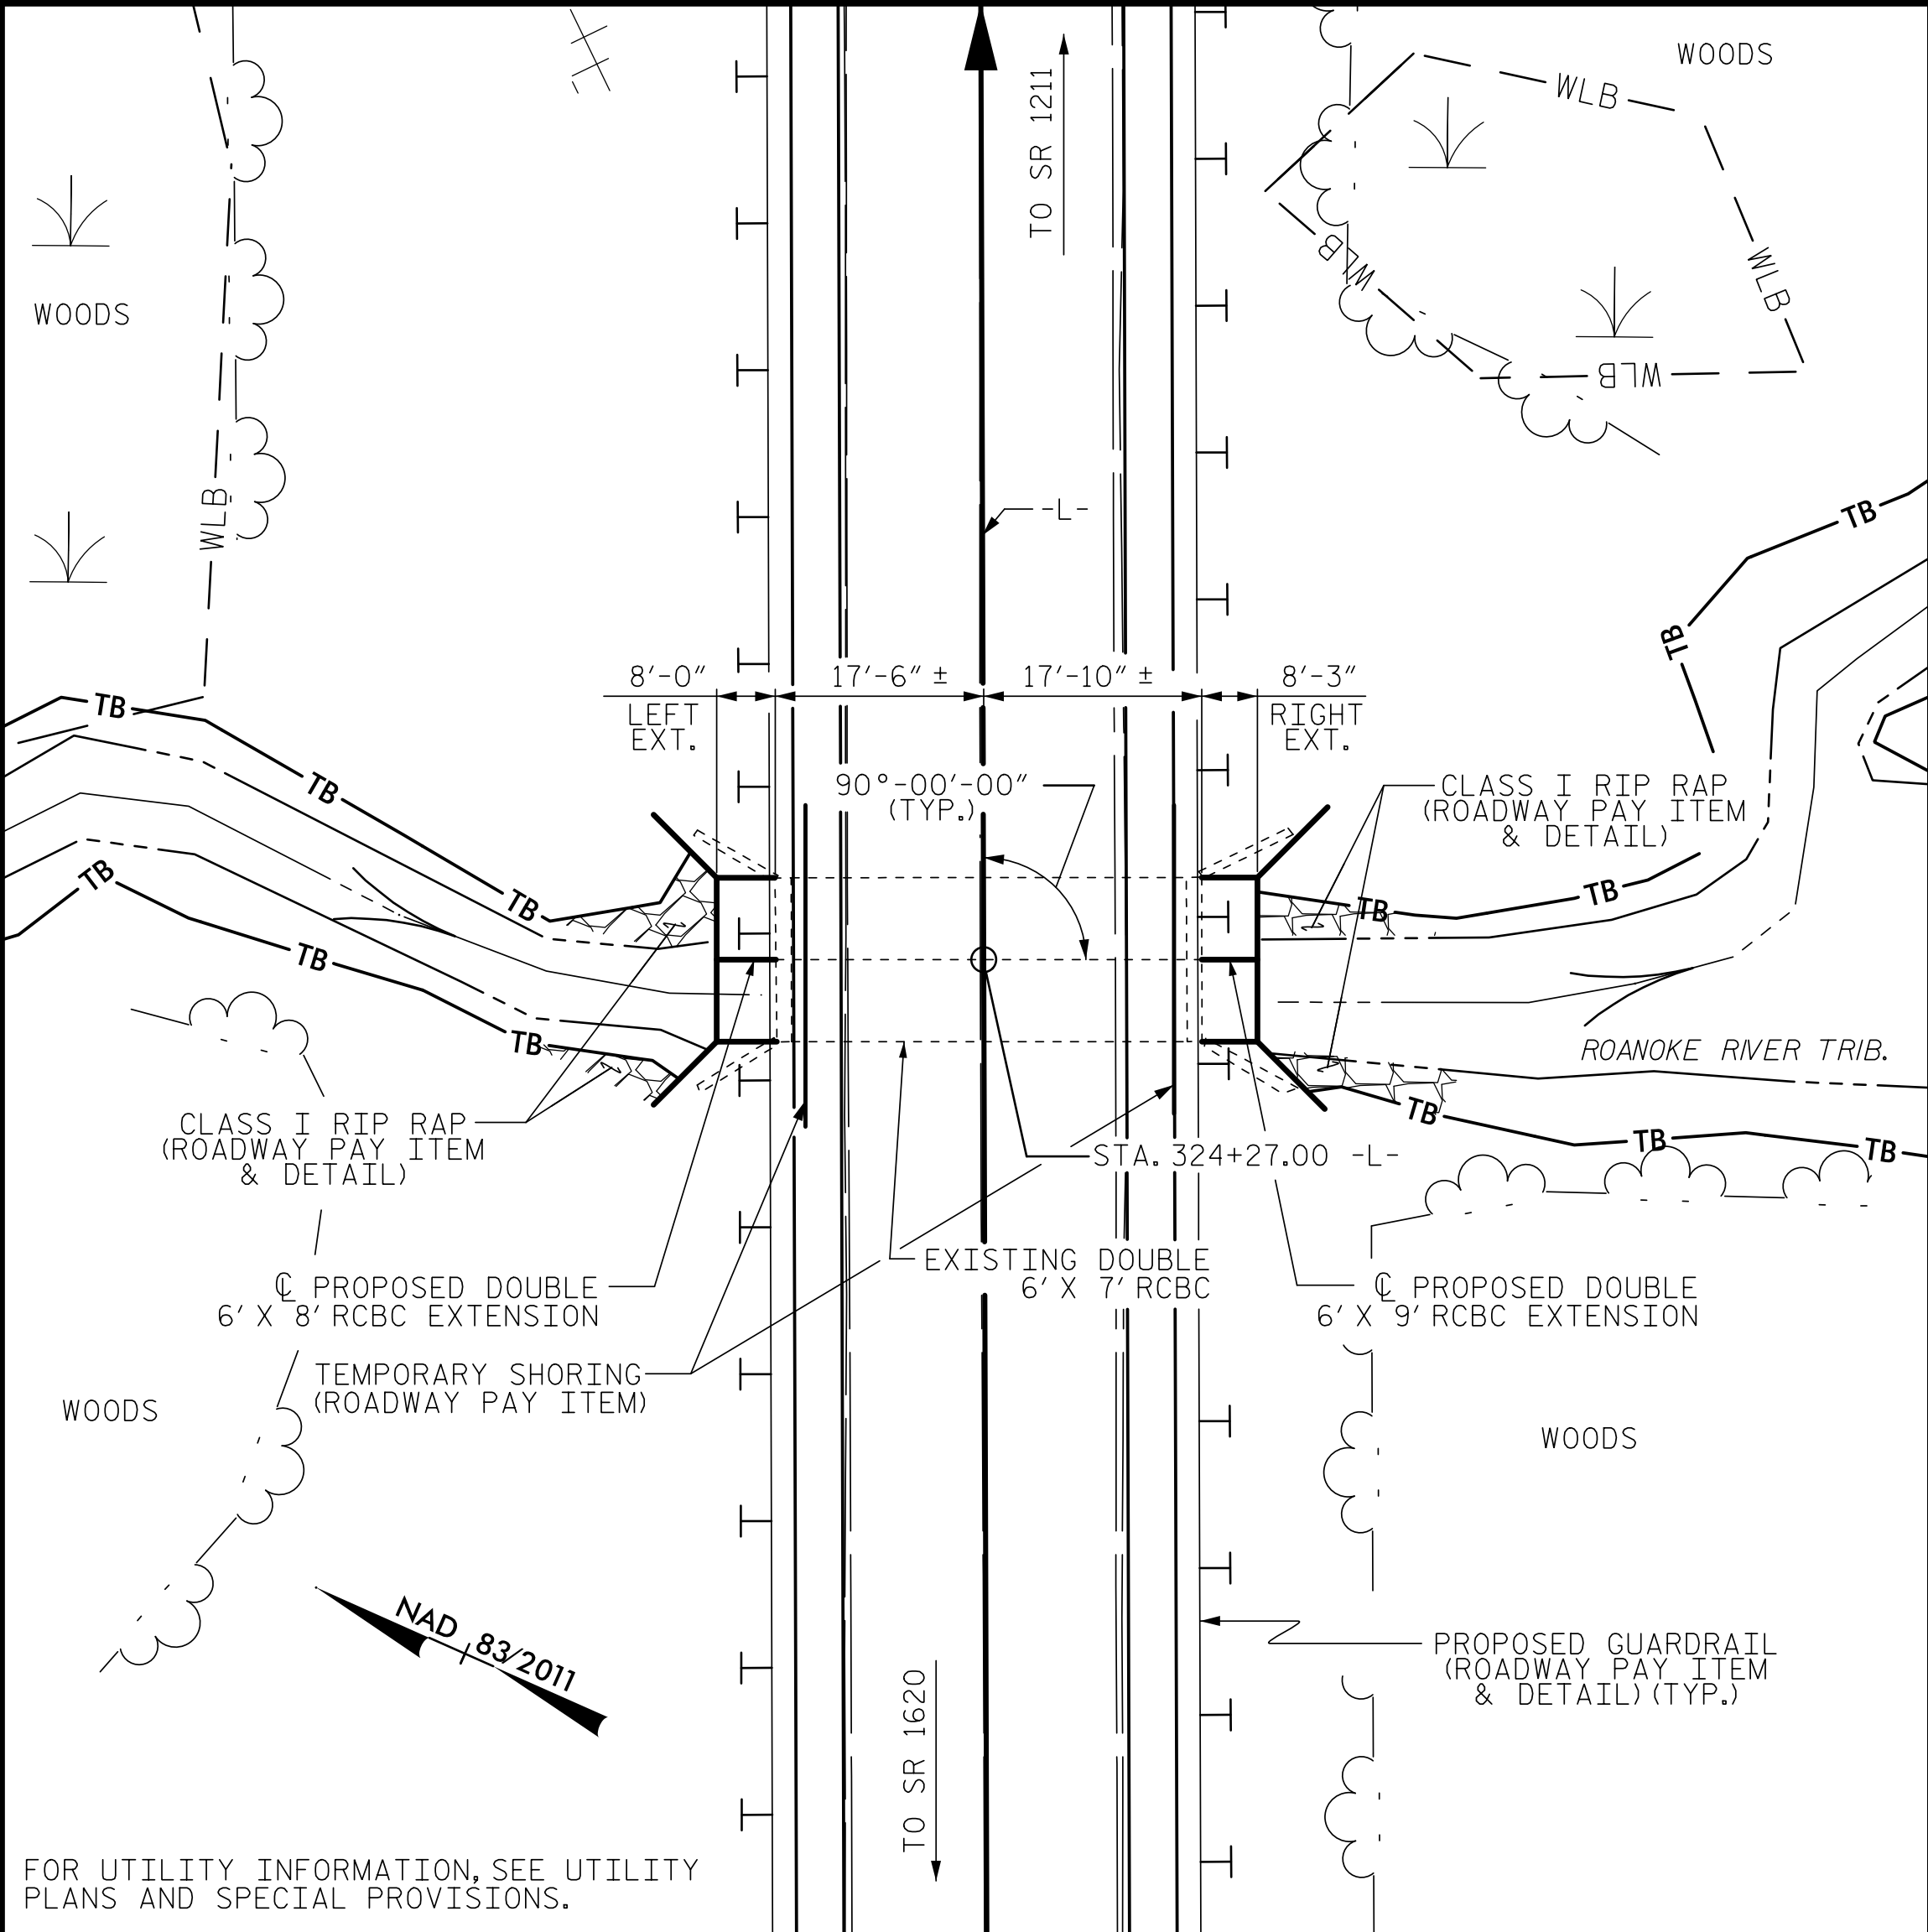 WOODS
WLB
TO SR 1211
WLB
WLB
WOODS
WLB
WLB
-L-
TB
TB
8'-0"
17'-6" ±
17'-10" ±
8'-3"
LEFT
EXT.
RIGHT
EXT.
TB
TB
90°-00'-00"
(TYP.)
CLASS I RIP RAP
(ROADWAY PAY ITEM
& DETAIL)
TB
TB
TB
TB
TB
TB
ROANOKE RIVER TRIB.
CLASS I RIP RAP
(ROADWAY PAY ITEM
& DETAIL)
TB
TB
TB
STA. 324+27.00 -L-
EXISTING DOUBLE
6' X 7' RCBC
℄ PROPOSED DOUBLE
6' X 8' RCBC EXTENSION
℄ PROPOSED DOUBLE
6' X 9' RCBC EXTENSION
TEMPORARY SHORING
(ROADWAY PAY ITEM)
WOODS
WOODS
NAD 83/2011
PROPOSED GUARDRAIL
(ROADWAY PAY ITEM
& DETAIL) (TYP.)
TO SR 1620
FOR UTILITY INFORMATION, SEE UTILITY
PLANS AND SPECIAL PROVISIONS.